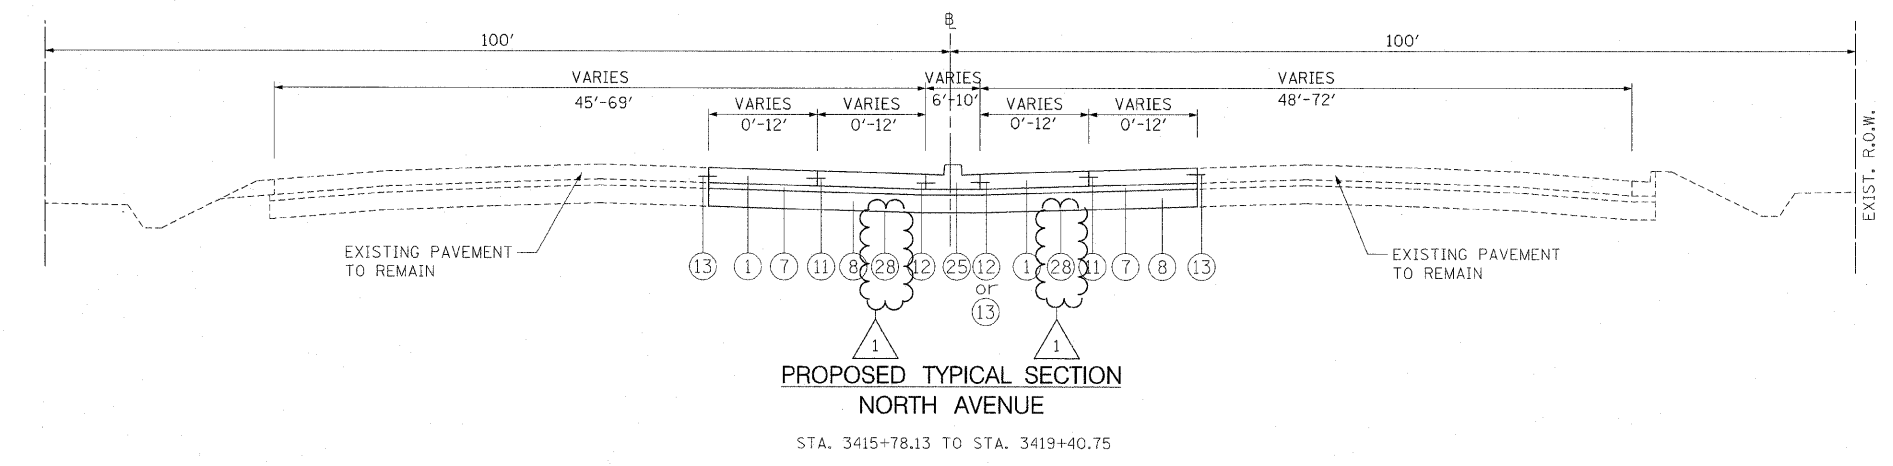 B
100'
100'
VARIES
45'-69'
VARIES
6'-10'
VARIES
48'-72'
VARIES
0'-12'
VARIES
0'-12'
VARIES
0'-12'
VARIES
0'-12'
EXIST. R.O.W.
EXISTING PAVEMENT
TO REMAIN
EXISTING PAVEMENT
TO REMAIN
13 1 7 11 8 28 12 25 12 1 28 11 7 8 13
or
13
1
1
PROPOSED TYPICAL SECTION
NORTH AVENUE
STA. 3415+78.13 TO STA. 3419+40.75